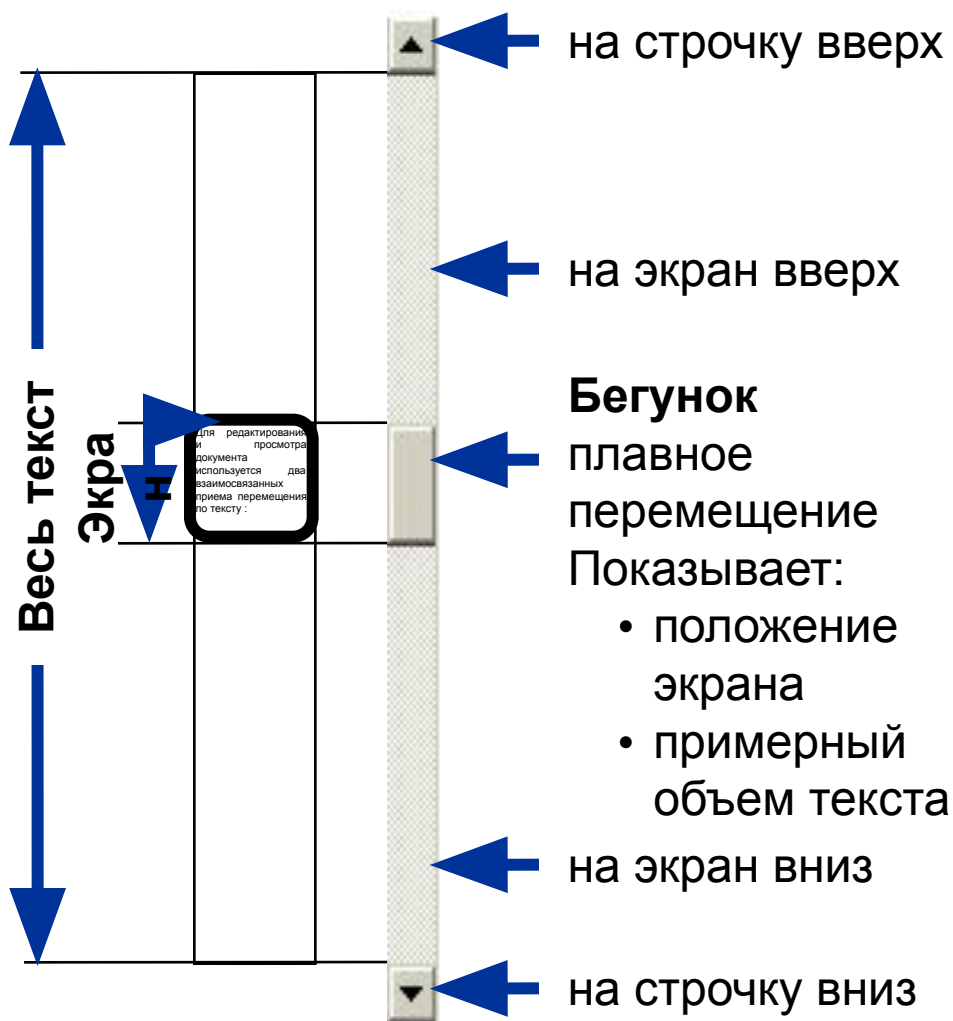 на строчку вверх
на экран вверх
Весь текст
Экра
н
Для редактирования
и просмотра
документа
используется два
взаимосвязанных
приема перемещения
по тексту :
Бегунок
плавное
перемещение
Показывает:
• положение
экрана
• примерный
объем текста
на экран вниз
на строчку вниз